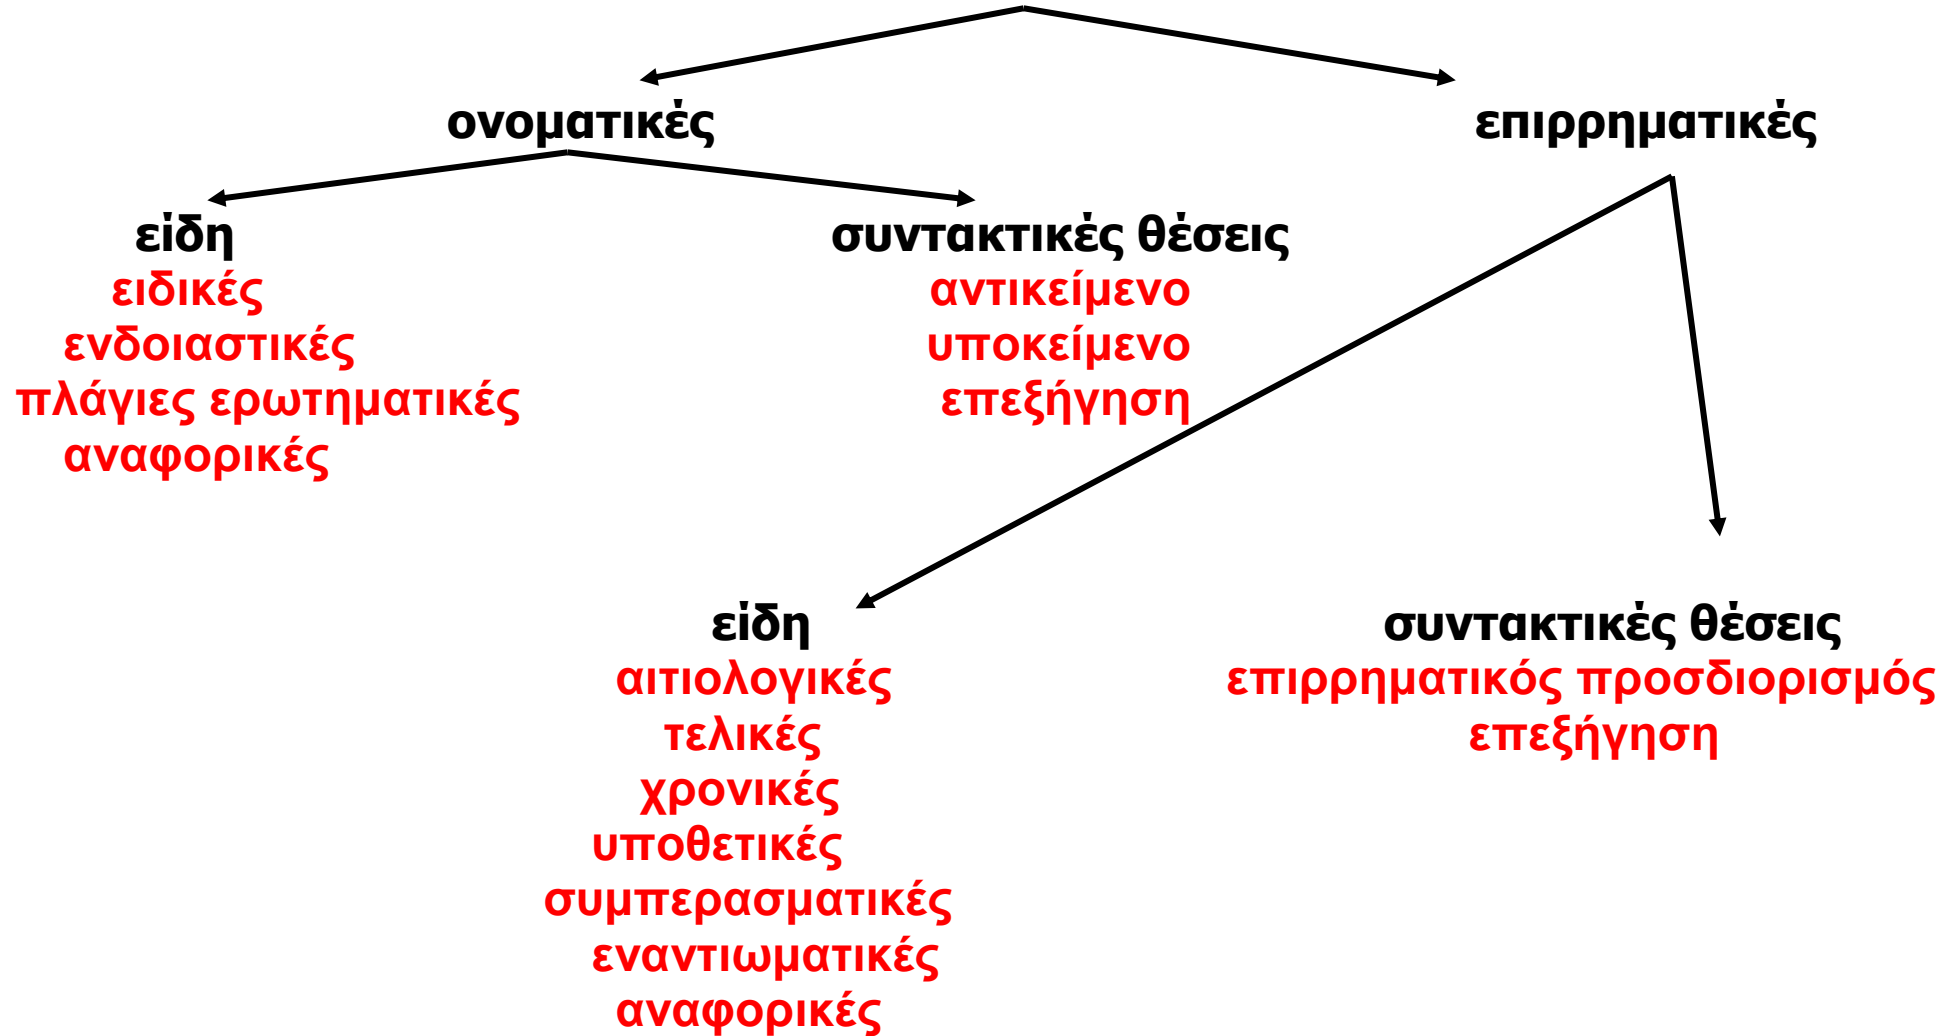 ονοματικές
επιρρηματικές
είδη
ειδικές
ενδοιαστικές
πλάγιες ερωτηματικές
αναφορικές
συντακτικές θέσεις
αντικείμενο
υποκείμενο
επεξήγηση
είδη
αιτιολογικές
τελικές
χρονικές
υποθετικές
συμπερασματικές
εναντιωματικές
αναφορικές
συντακτικές θέσεις
επιρρηματικός προσδιορισμός
επεξήγηση